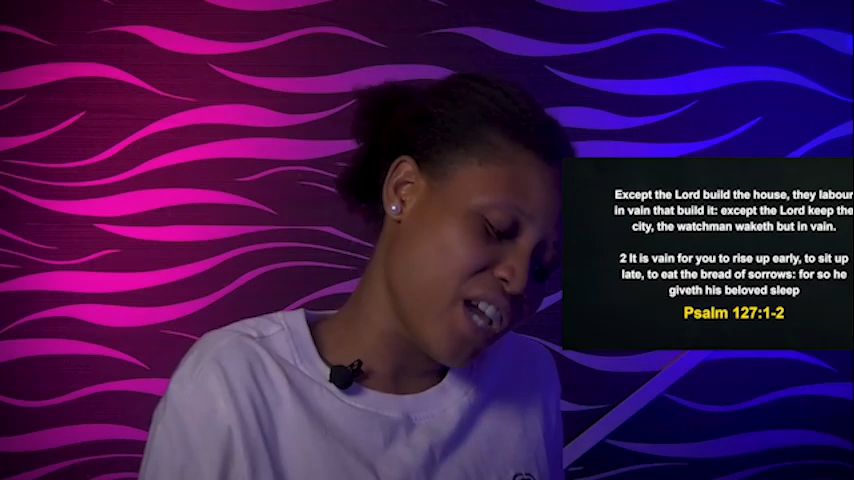 Except the Lord build the house, they labour
in vain that build it: except the Lord keep the
city, the watchman waketh but in vain.
2 It is vain for you to rise up early, to sit up
late, to eat the bread of sorrows: for so he
giveth his beloved sleep
Psalm 127:1-2